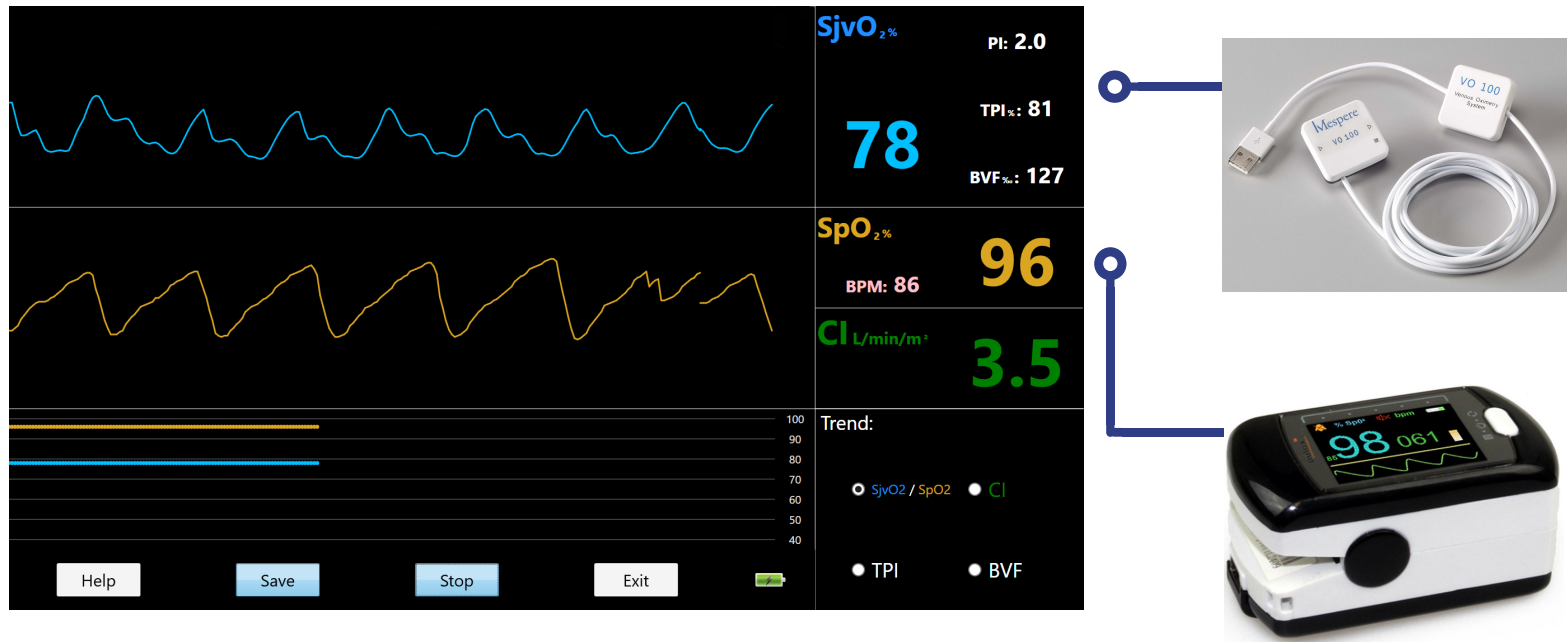 SjvO₂%
PI: 2.0
TPI%: 81
78
BVF‰: 127
SpO₂%
96
BPM: 86
CI L/min/m²
3.5
100
90
80
70
60
50
40
Trend:
SjvO2 / SpO2
CI
TPI
BVF
Help
Save
Stop
Exit
VO 100
Venous Oximetry
System
Mespere
VO 100
% SpO₂ bpm
98 061